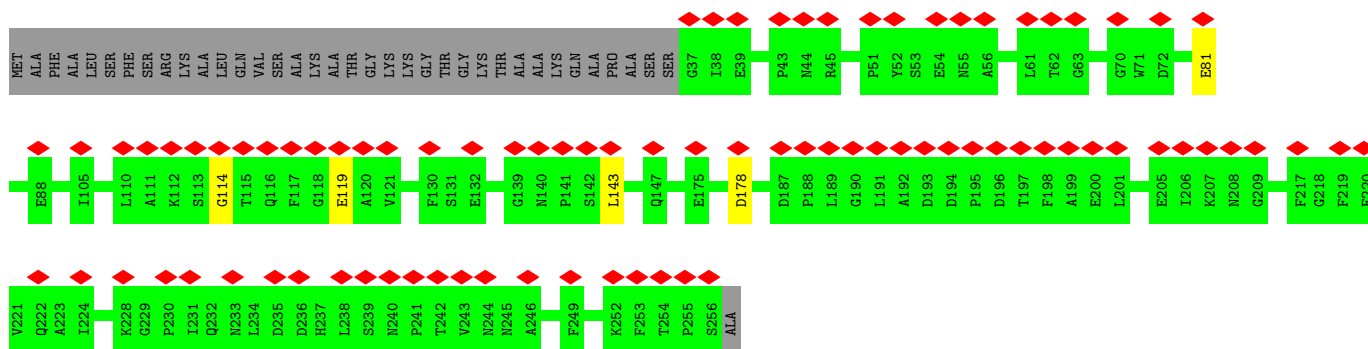 MET ALA PHE ALA LEU SER PHE SER ARG LYS ALA LEU GLN VAL SER ALA LYS ALA THR GLY LYS LYS GLY THR GLY LYS THR ALA ALA LYS GLN ALA PRO ALA SER SER G37 I38 E39 P43 N44 R45 P51 Y52 S53 E54 N55 A56 L61 T62 G63 G70 W71 D72 E81
E88 I105 L110 A111 K112 S113 G114 T115 Q116 F117 G118 E119 A120 V121 F130 S131 E132 G139 N140 P141 S142 L143 Q147 E175 D178 D187 P188 L189 G190 L191 A192 D193 D194 P195 D196 T197 F198 A199 E200 L201 E205 I206 K207 N208 G209 F217 G218 F219
V221 Q222 A223 I224 K228 G229 P230 I231 Q232 N233 L234 D235 D236 H237 L238 S239 N240 P241 T242 V243 N244 N245 A246 F249 K252 F253 T254 P255 S256 ALA